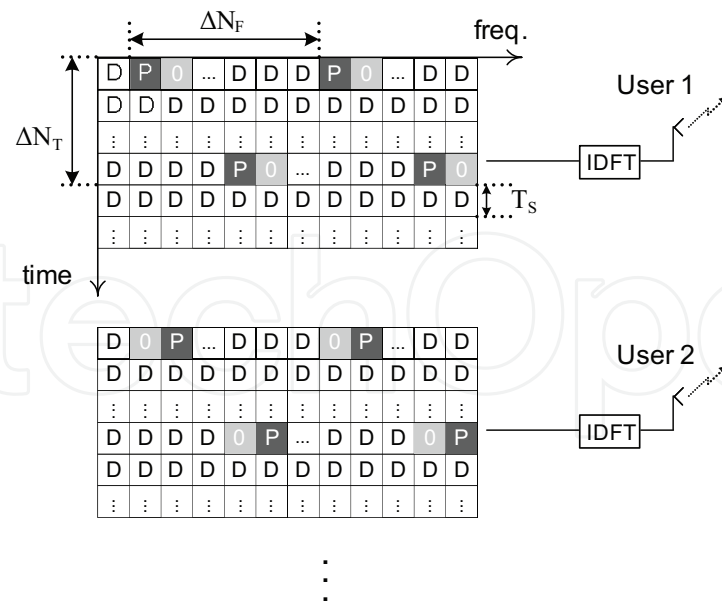 ΔN_F
freq.
D P 0 ... D D D P 0 ... D D
D D D D D D D D D D D D
⋮ ⋮ ⋮ ⋮ ⋮ ⋮ ⋮ ⋮ ⋮ ⋮ ⋮ ⋮
D D D D P 0 ... D D D P 0
D D D D D D D D D D D D
⋮ ⋮ ⋮ ⋮ ⋮ ⋮ ⋮ ⋮ ⋮ ⋮ ⋮ ⋮
ΔN_T
T_S
time
User 1
IDFT
D 0 P ... D D D 0 P ... D D
D D D D D D D D D D D D
⋮ ⋮ ⋮ ⋮ ⋮ ⋮ ⋮ ⋮ ⋮ ⋮ ⋮ ⋮
D D D D 0 P ... D D D 0 P
D D D D D D D D D D D D
⋮ ⋮ ⋮ ⋮ ⋮ ⋮ ⋮ ⋮ ⋮ ⋮ ⋮ ⋮
User 2
IDFT
⋮